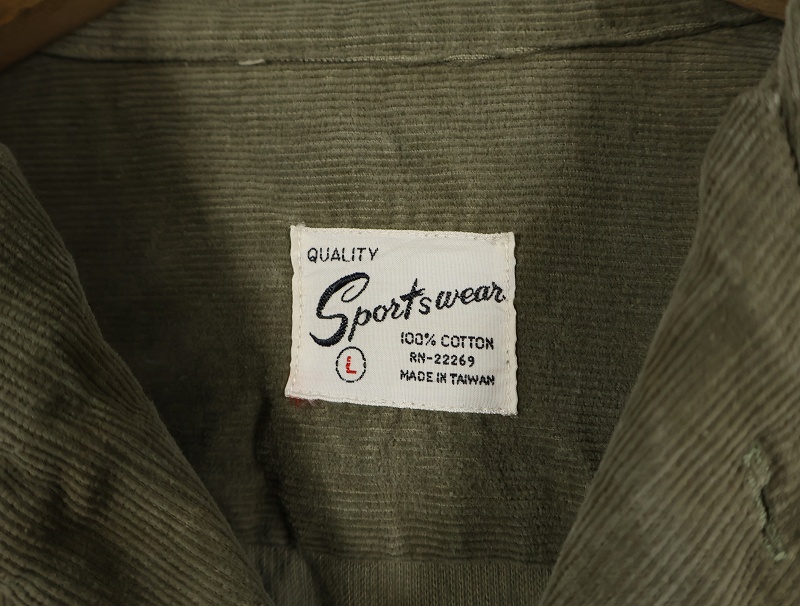 QUALITY
Sportswear
100% COTTON
L
RN-22269
MADE IN TAIWAN